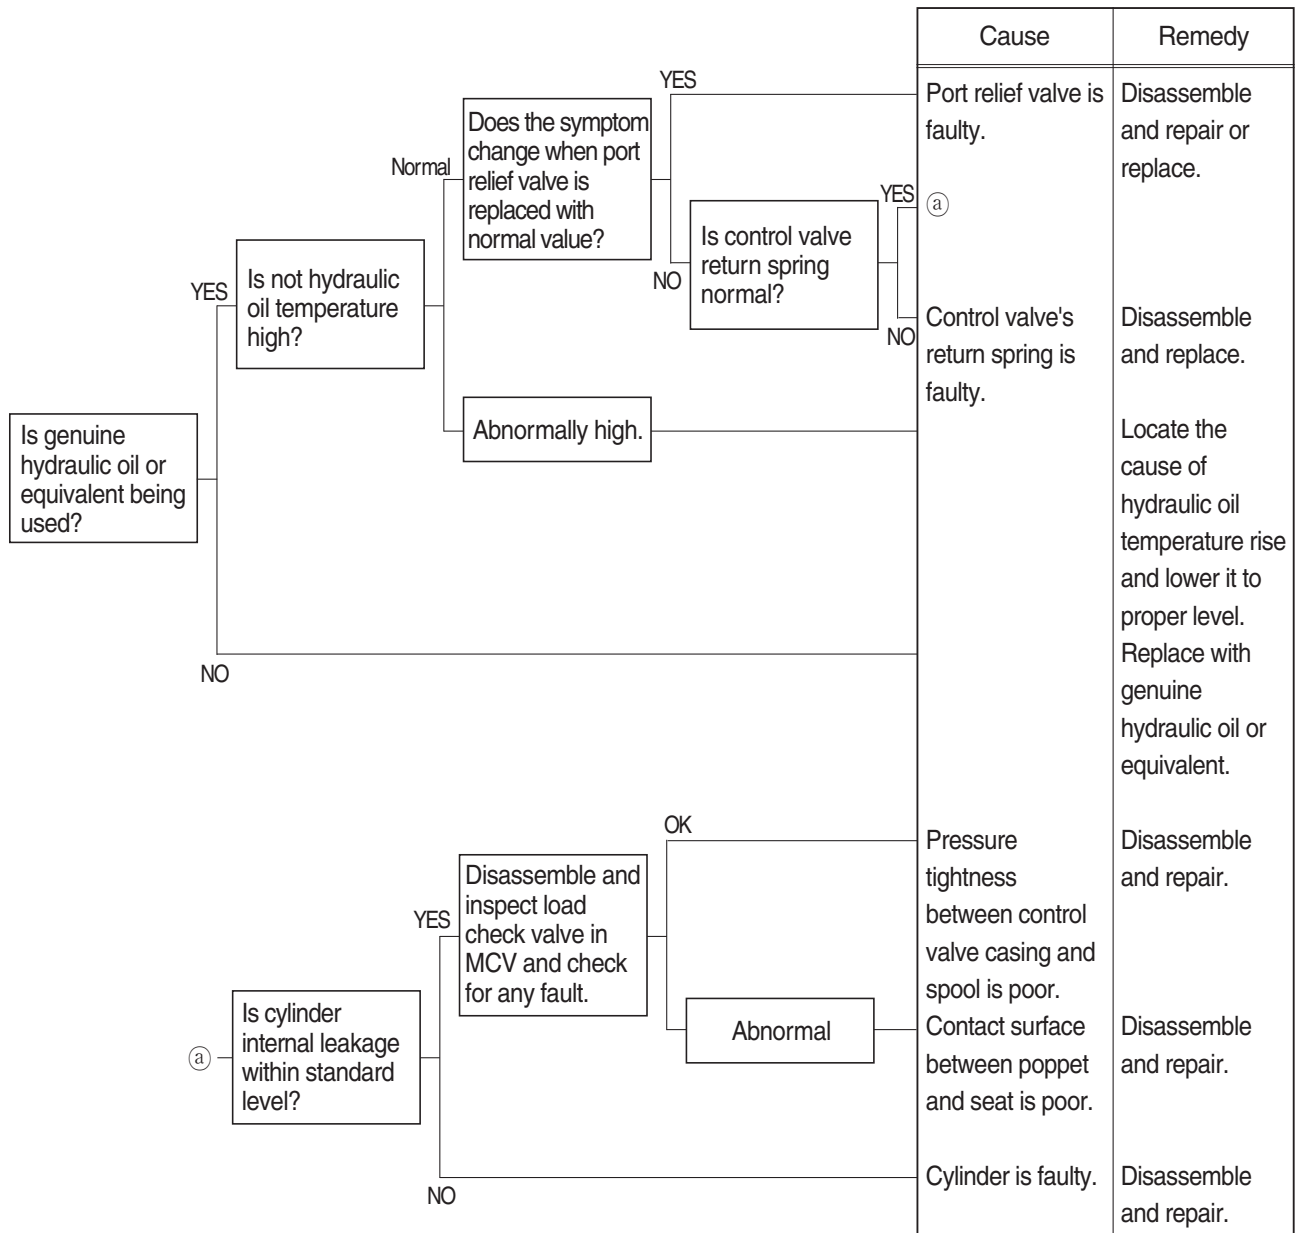 Cause
Remedy
YES
Port relief valve is
faulty.
Disassemble
and repair or
replace.
Does the symptom
change when port
relief valve is
replaced with
normal value?
Normal
YES
ⓐ
Is control valve
return spring
normal?
NO
Is not hydraulic
oil temperature
high?
YES
NO
Control valve's
return spring is
faulty.
Disassemble
and replace.
Abnormally high.
Locate the
cause of
hydraulic oil
temperature rise
and lower it to
proper level.
Is genuine
hydraulic oil or
equivalent being
used?
NO
Replace with
genuine
hydraulic oil or
equivalent.
OK
Pressure
tightness
between control
valve casing and
spool is poor.
Disassemble
and repair.
Disassemble and
inspect load
check valve in
MCV and check
for any fault.
YES
Abnormal
Contact surface
between poppet
and seat is poor.
Disassemble
and repair.
ⓐ
Is cylinder
internal leakage
within standard
level?
NO
Cylinder is faulty.
Disassemble
and repair.